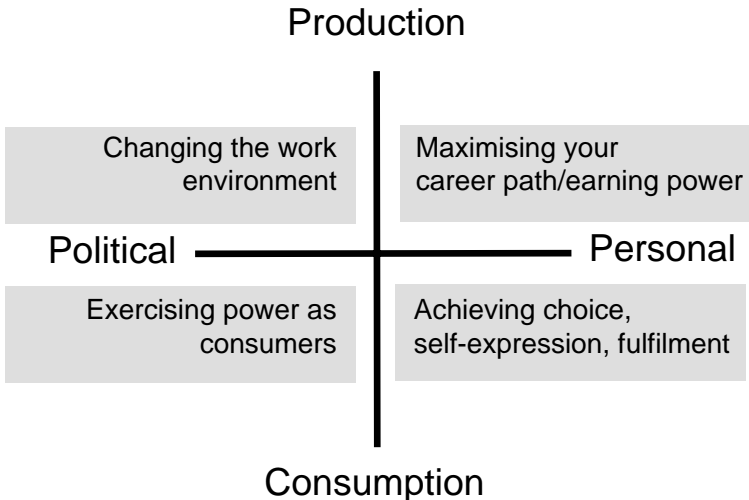 Production
Changing the work
environment
Maximising your
career path/earning power
Political
Personal
Exercising power as
consumers
Achieving choice,
self-expression, fulfilment
Consumption